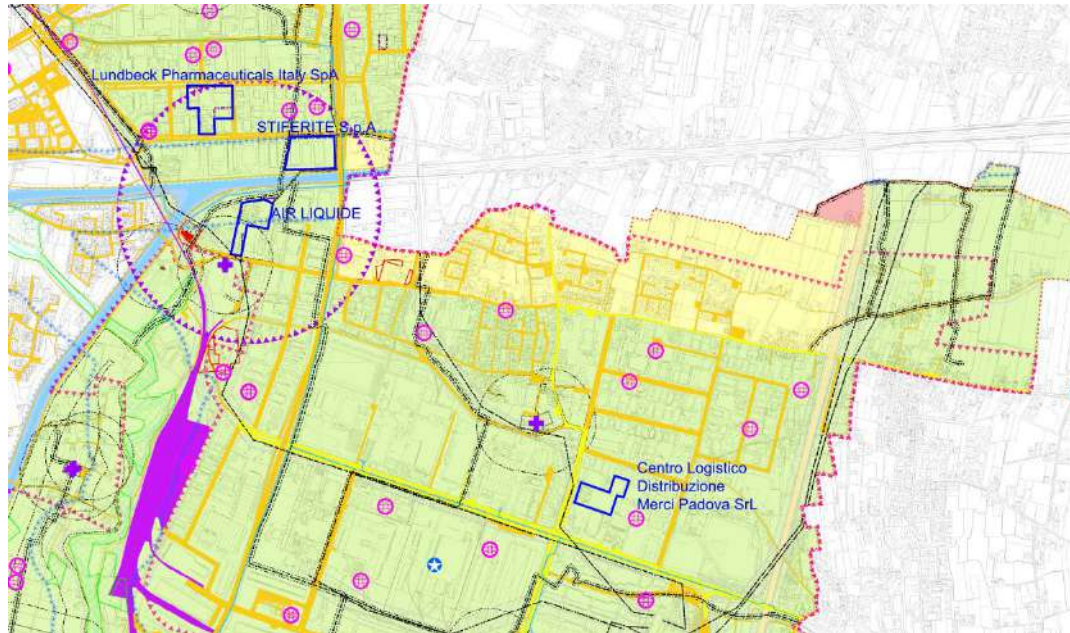 Lundbeck Pharmaceuticals Italy SpA
STIFERITE S.p.A
AIR LIQUIDE
Centro Logistico
Distribuzione
Merci Padova SrL